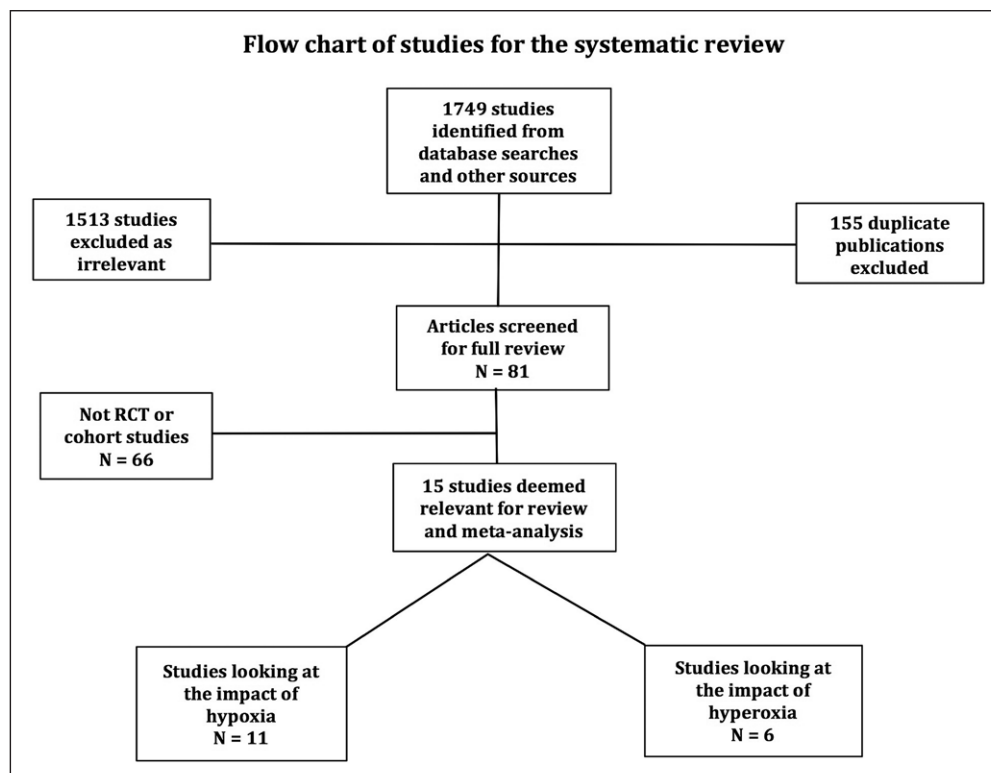 Flow chart of studies for the systematic review
1749 studies
identified from
database searches
and other sources
1513 studies
excluded as
irrelevant
155 duplicate
publications
excluded
Articles screened
for full review
N = 81
Not RCT or
cohort studies
N = 66
15 studies deemed
relevant for review
and meta-analysis
Studies looking at
the impact of
hypoxia
N = 11
Studies looking at
the impact of
hyperoxia
N = 6